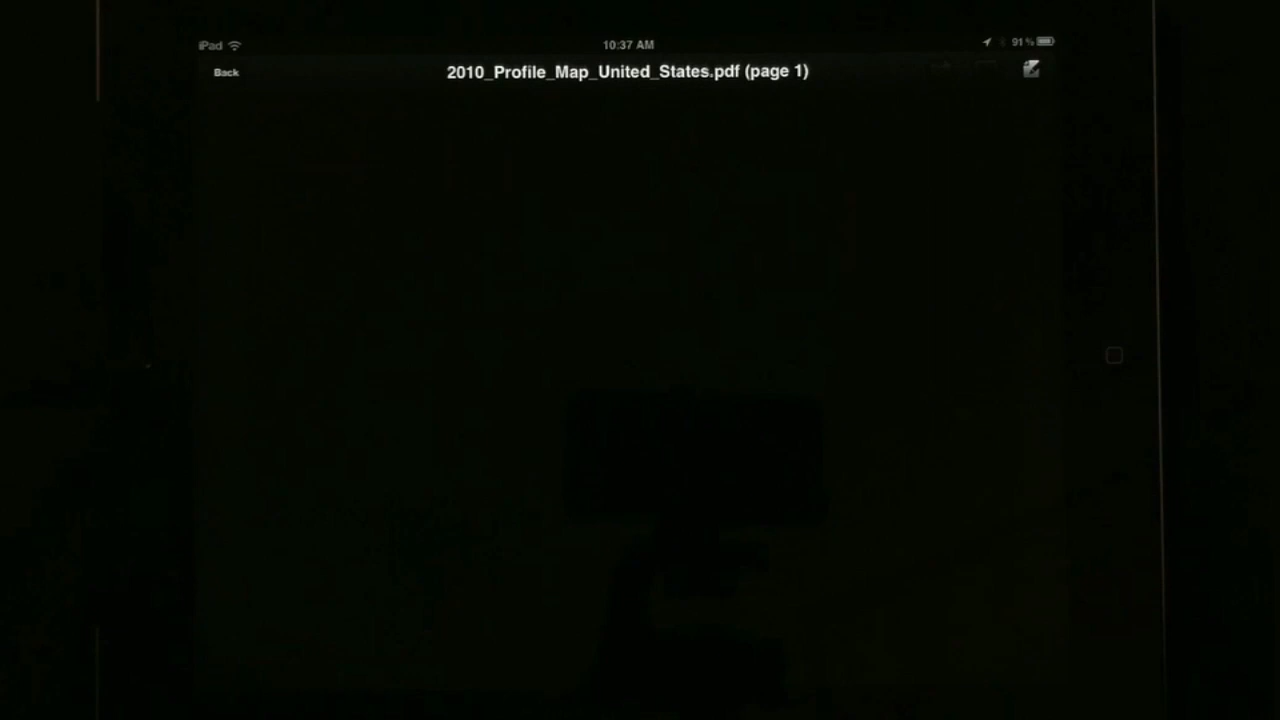 iPad
10:37 AM
91%
Back
2010_Profile_Map_United_States.pdf (page 1)